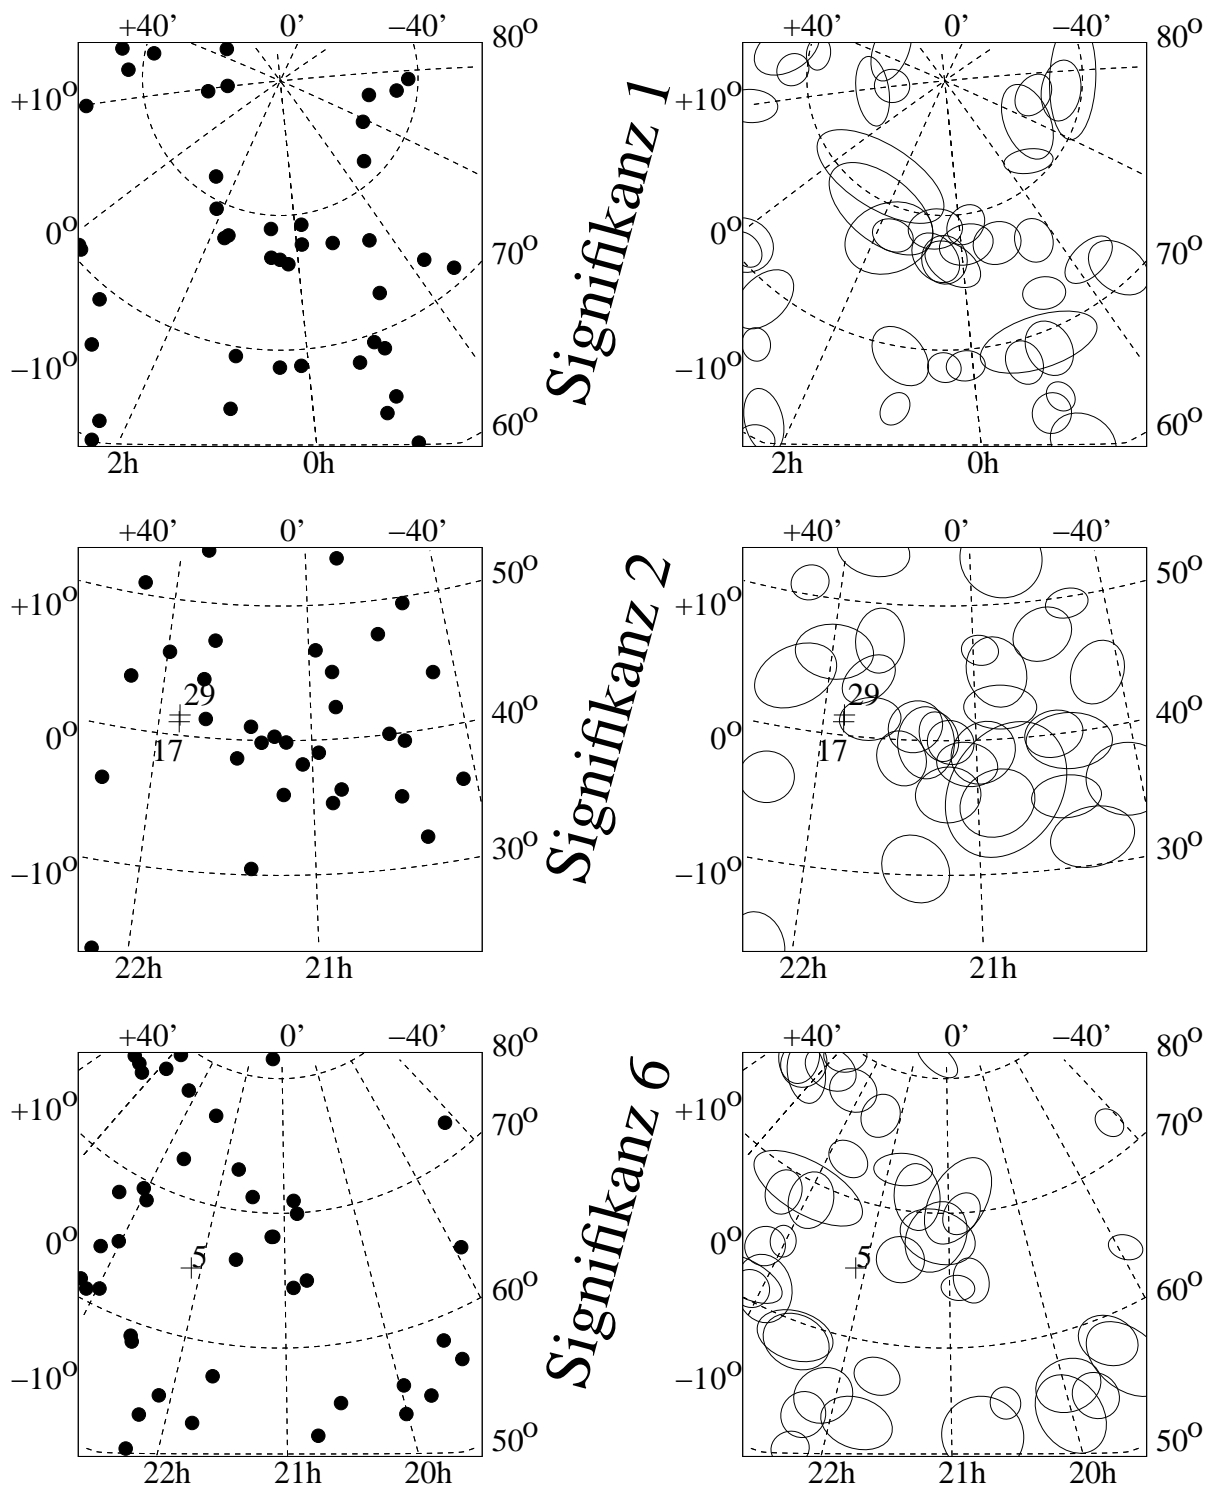 +40’ 0’ −40’ 80° +40’ 0’ −40’ 80°
+10° +10°
Signifikanz 1
0° 70° 0° 70°
−10° −10°
60° 60°
2h 0h 2h 0h
+40’ 0’ −40’ +40’ 0’ −40’
50° 50°
+10° +10°
Signifikanz 2
29 29
40° 40°
0° 0°
17 17
30° 30°
−10° −10°
22h 21h 22h 21h
+40’ 0’ −40’ 80° +40’ 0’ −40’ 80°
+10° 70° +10° 70°
Signifikanz 6
0° 0°
5 5
60° 60°
−10° −10°
50° 50°
22h 21h 20h 22h 21h 20h